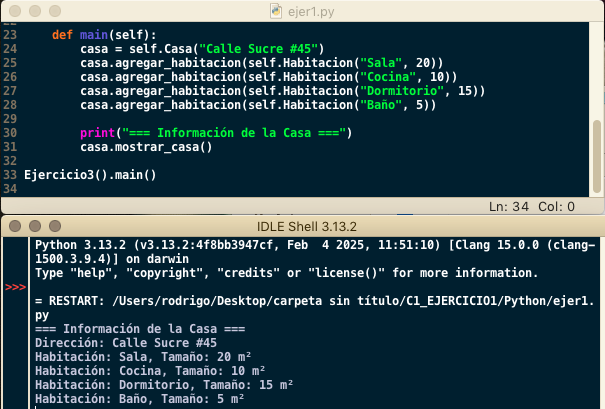 ejer1.py
23 def main(self):
24 casa = self.Casa("Calle Sucre #45")
25 casa.agregar_habitacion(self.Habitacion("Sala", 20))
26 casa.agregar_habitacion(self.Habitacion("Cocina", 10))
27 casa.agregar_habitacion(self.Habitacion("Dormitorio", 15))
28 casa.agregar_habitacion(self.Habitacion("Baño", 5))
29
30 print("=== Información de la Casa ===")
31 casa.mostrar_casa()
32
33 Ejercicio3().main()
34
Ln: 34 Col: 0
IDLE Shell 3.13.2
Python 3.13.2 (v3.13.2:4f8bb3947cf, Feb  4 2025, 11:51:10) [Clang 15.0.0 (clang-
1500.3.9.4)] on darwin
Type "help", "copyright", "credits" or "license()" for more information.
>>>
= RESTART: /Users/rodrigo/Desktop/carpeta sin título/C1_EJERCICIO1/Python/ejer1.
py
=== Información de la Casa ===
Dirección: Calle Sucre #45
Habitación: Sala, Tamaño: 20 m²
Habitación: Cocina, Tamaño: 10 m²
Habitación: Dormitorio, Tamaño: 15 m²
Habitación: Baño, Tamaño: 5 m²